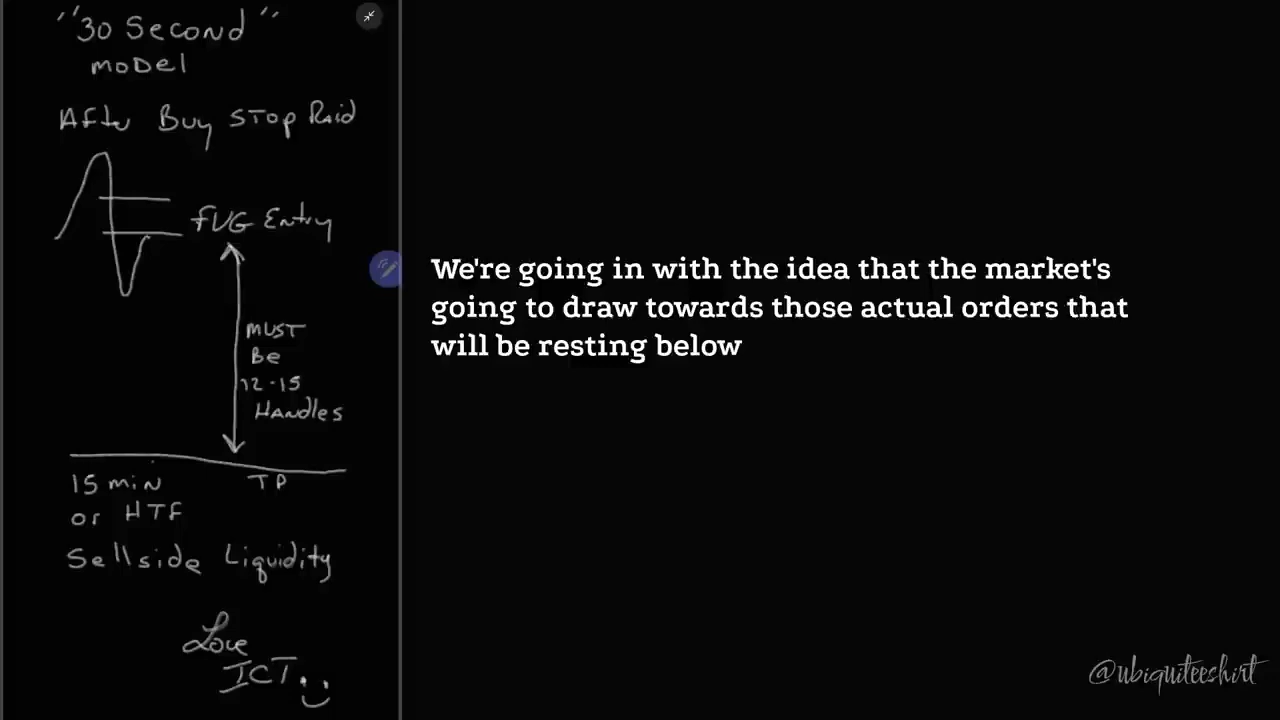 "30 Second"
model
After Buy Stop Raid
FVG Entry
MUST
Be
12-15
HANDles
15 min
or HTF
TP
Sellside Liquidity
Love
ICT
We're going in with the idea that the market's
going to draw towards those actual orders that
will be resting below
@ubiquiteeshirt